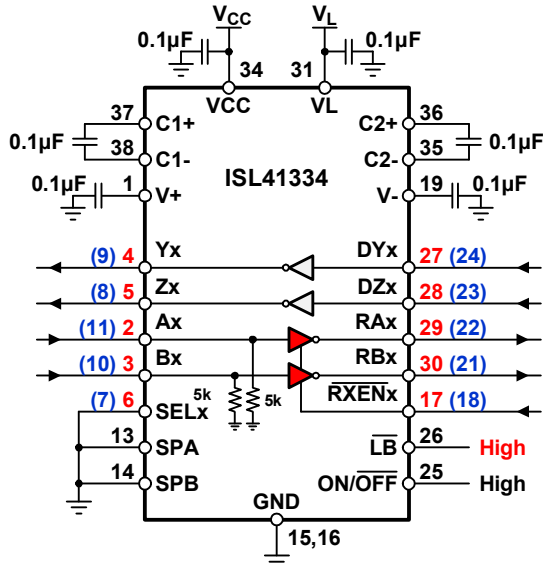 VCC VL
0.1µF 0.1µF
34 31
VCC VL
37 C1+ C2+ 36
0.1µF 0.1µF
38 C1- C2- 35
ISL41334
0.1µF 1 V+ V- 19 0.1µF
(9) 4 Yx DYx 27 (24)
(8) 5 Zx DZx 28 (23)
(11) 2 Ax RAx 29 (22)
(10) 3 Bx RBx 30 (21)
(7) 6 SELx 5k 5k RXENx 17 (18)
13 SPA LB 26 High
14 SPB ON/OFF 25 High
GND
15,16